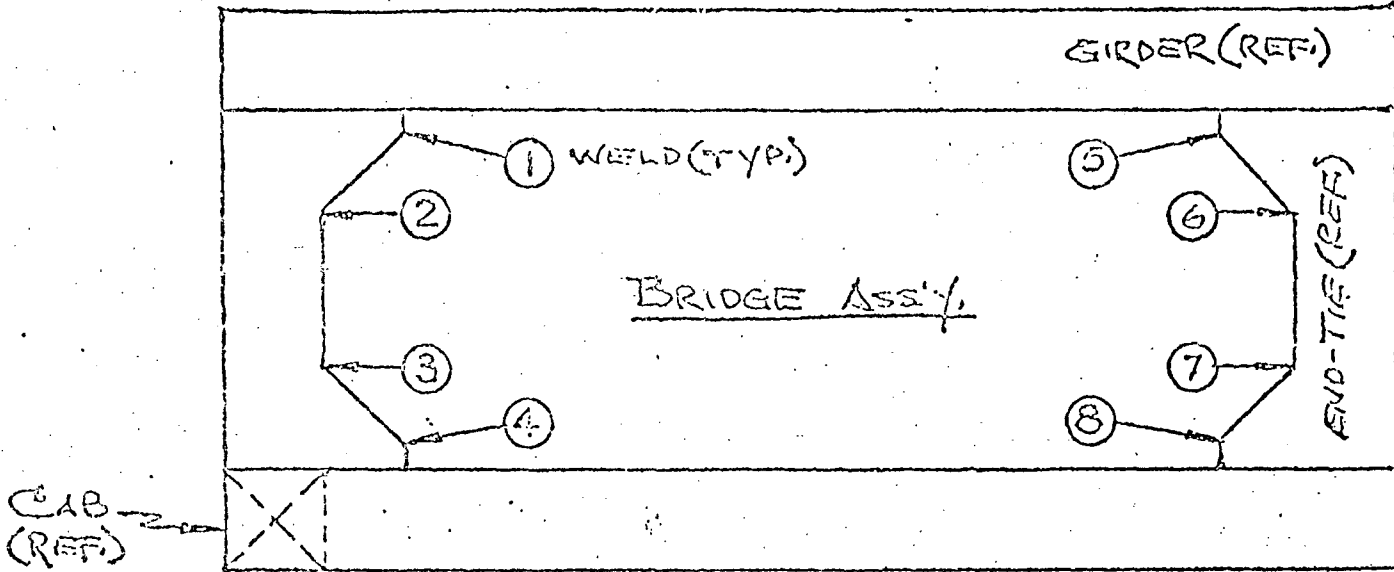 GIRDER (REF.)
1 WELD (TYP.)
5
2
6
END-TIE (REF.)
BRIDGE ASS'Y.
3
7
4
8
CAB
(REF.)